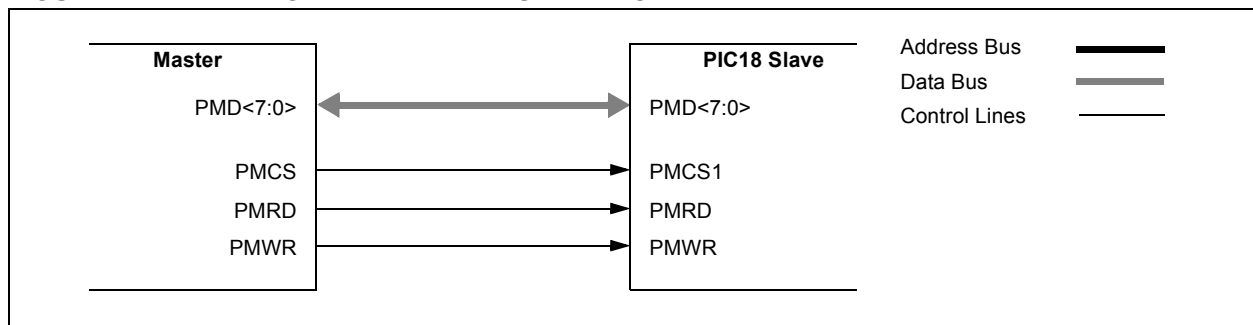 Master
PIC18 Slave
Address Bus
PMD<7:0>
PMD<7:0>
Data Bus
Control Lines
PMCS
PMCS1
PMRD
PMRD
PMWR
PMWR